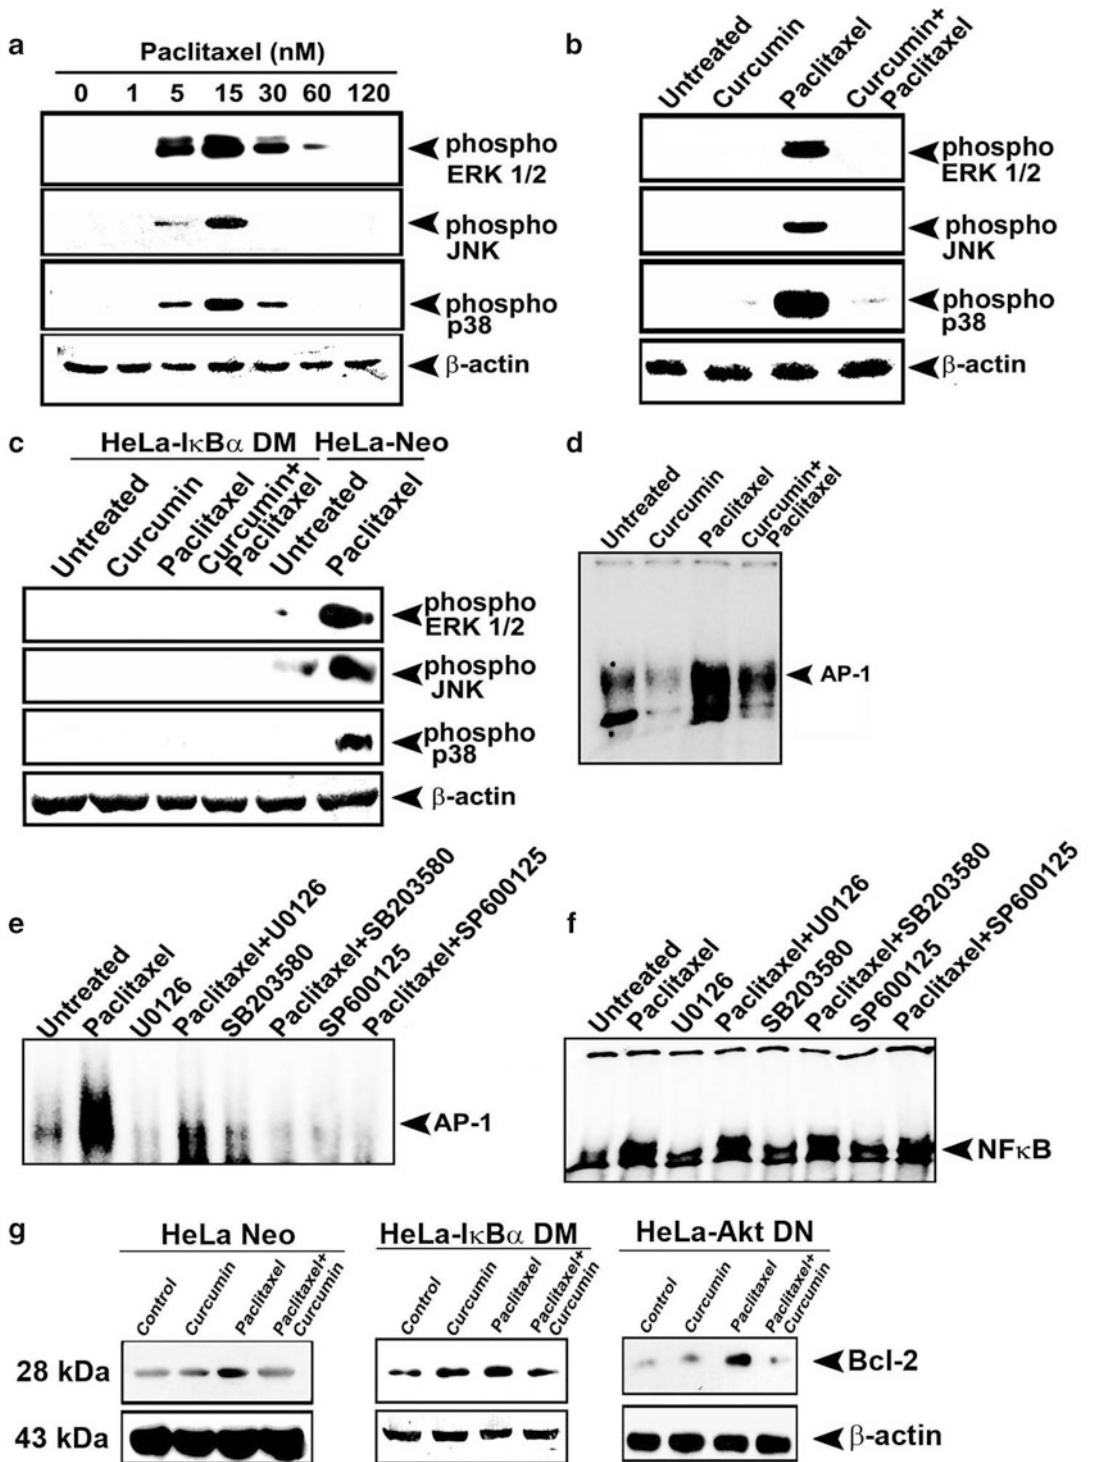 a
Paclitaxel (nM)
0 1 5 15 30 60 120
phospho
ERK 1/2
phospho
JNK
phospho
p38
β-actin
b
Untreated
Curcumin
Paclitaxel
Curcumin+
Paclitaxel
phospho
ERK 1/2
phospho
JNK
phospho
p38
β-actin
c
HeLa-IκBα DM HeLa-Neo
Untreated
Curcumin
Paclitaxel
Curcumin+
Paclitaxel
Untreated
Paclitaxel
phospho
ERK 1/2
phospho
JNK
phospho
p38
β-actin
d
Untreated
Curcumin
Paclitaxel
Curcumin+
Paclitaxel
AP-1
e
Untreated
Paclitaxel
U0126
Paclitaxel+U0126
SB203580
Paclitaxel+SB203580
SP600125
Paclitaxel+SP600125
AP-1
f
Untreated
Paclitaxel
U0126
Paclitaxel+U0126
SB203580
Paclitaxel+SB203580
SP600125
Paclitaxel+SP600125
NFκB
g
HeLa Neo
Control
Curcumin
Paclitaxel
Paclitaxel+
Curcumin
HeLa-IκBα DM
Control
Curcumin
Paclitaxel
Paclitaxel+
Curcumin
HeLa-Akt DN
Control
Curcumin
Paclitaxel
Paclitaxel+
Curcumin
28 kDa
Bcl-2
43 kDa
β-actin